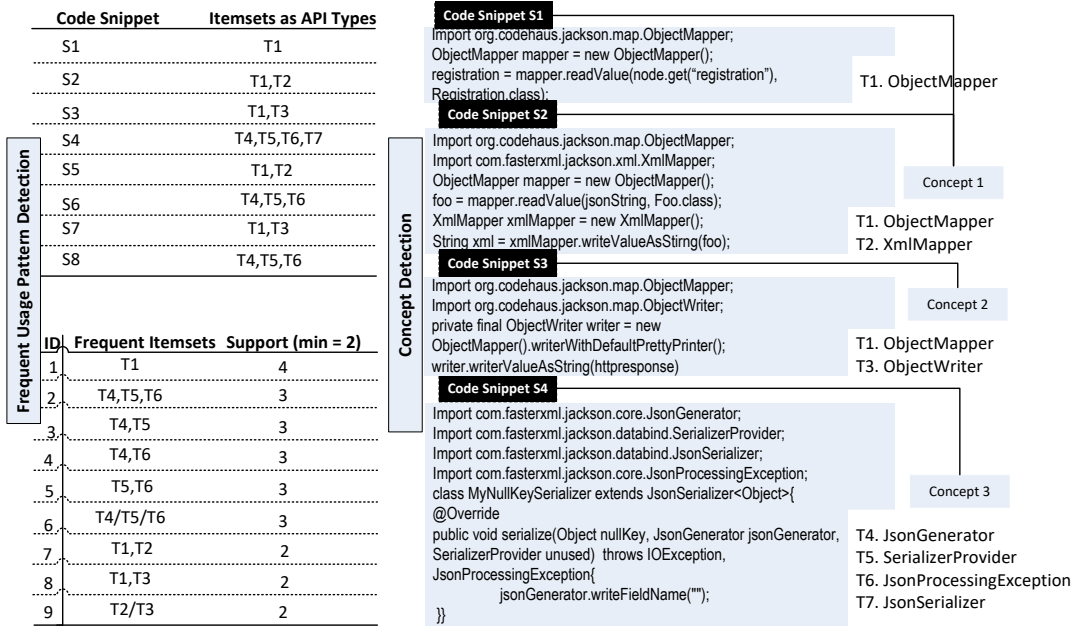 Code Snippet Itemsets as API Types
S1 T1
S2 T1,T2
S3 T1,T3
S4 T4,T5,T6,T7
S5 T1,T2
S6 T4,T5,T6
S7 T1,T3
S8 T4,T5,T6
Frequent Usage Pattern Detection
ID Frequent Itemsets Support (min = 2)
1 T1 4
2 T4,T5,T6 3
3 T4,T5 3
4 T4,T6 3
5 T5,T6 3
6 T4/T5/T6 3
7 T1,T2 2
8 T1,T3 2
9 T2/T3 2
Concept Detection
Code Snippet S1
Import org.codehaus.jackson.map.ObjectMapper;
ObjectMapper mapper = new ObjectMapper();
registration = mapper.readValue(node.get(“registration”),
Registration.class);
T1. ObjectMapper
Code Snippet S2
Import org.codehaus.jackson.map.ObjectMapper;
Import com.fasterxml.jackson.xml.XmlMapper;
ObjectMapper mapper = new ObjectMapper();
foo = mapper.readValue(jsonString, Foo.class);
XmlMapper xmlMapper = new XmlMapper();
String xml = xmlMapper.writeValueAsStirng(foo);
Concept 1
T1. ObjectMapper
T2. XmlMapper
Code Snippet S3
Import org.codehaus.jackson.map.ObjectMapper;
Import org.codehaus.jackson.map.ObjectWriter;
private final ObjectWriter writer = new
ObjectMapper().writerWithDefaultPrettyPrinter();
writer.writerValueAsString(httpresponse)
Concept 2
T1. ObjectMapper
T3. ObjectWriter
Code Snippet S4
Import com.fasterxml.jackson.core.JsonGenerator;
Import com.fasterxml.jackson.databind.SerializerProvider;
Import com.fasterxml.jackson.databind.JsonSerializer;
Import com.fasterxml.jackson.core.JsonProcessingException;
class MyNullKeySerializer extends JsonSerializer<Object>{
@Override
public void serialize(Object nullKey, JsonGenerator jsonGenerator,
SerializerProvider unused) throws IOException,
JsonProcessingException{
jsonGenerator.writeFieldName("");
}}
Concept 3
T4. JsonGenerator
T5. SerializerProvider
T6. JsonProcessingException
T7. JsonSerializer